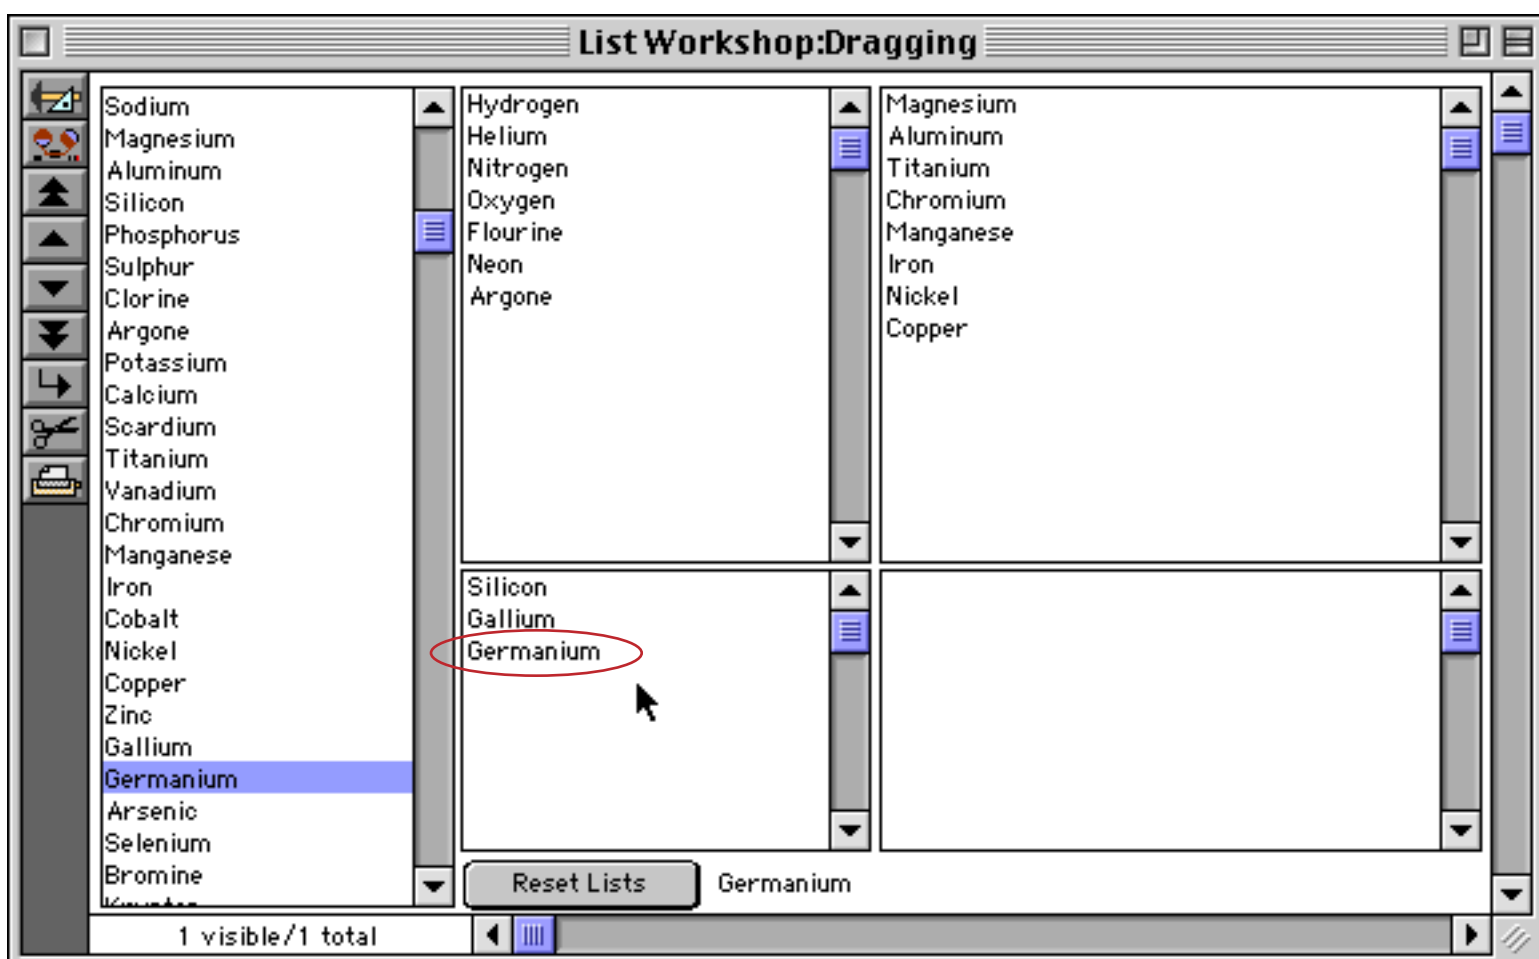 List Workshop:Dragging
Sodium
Magnesium
Aluminum
Silicon
Phosphorus
Sulphur
Clorine
Argone
Potassium
Calcium
Scardium
Titanium
Vanadium
Chromium
Manganese
Iron
Cobalt
Nickel
Copper
Zinc
Gallium
Germanium
Arsenic
Selenium
Bromine
Hydrogen
Helium
Nitrogen
Oxygen
Flourine
Neon
Argone
Magnesium
Aluminum
Titanium
Chromium
Manganese
Iron
Nickel
Copper
Silicon
Gallium
Germanium
Reset Lists
Germanium
1 visible/1 total